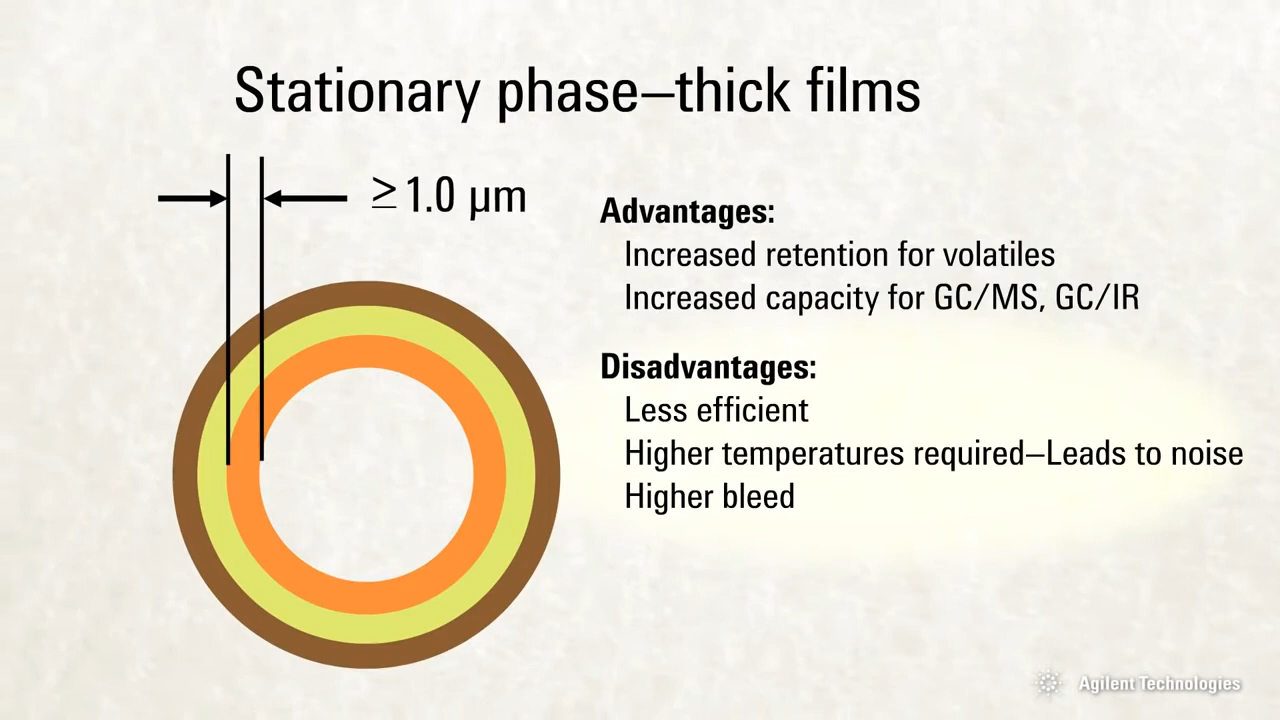 Stationary phase–thick films
≥ 1.0 µm
Advantages:
Increased retention for volatiles
Increased capacity for GC/MS, GC/IR
Disadvantages:
Less efficient
Higher temperatures required–Leads to noise
Higher bleed
Agilent Technologies